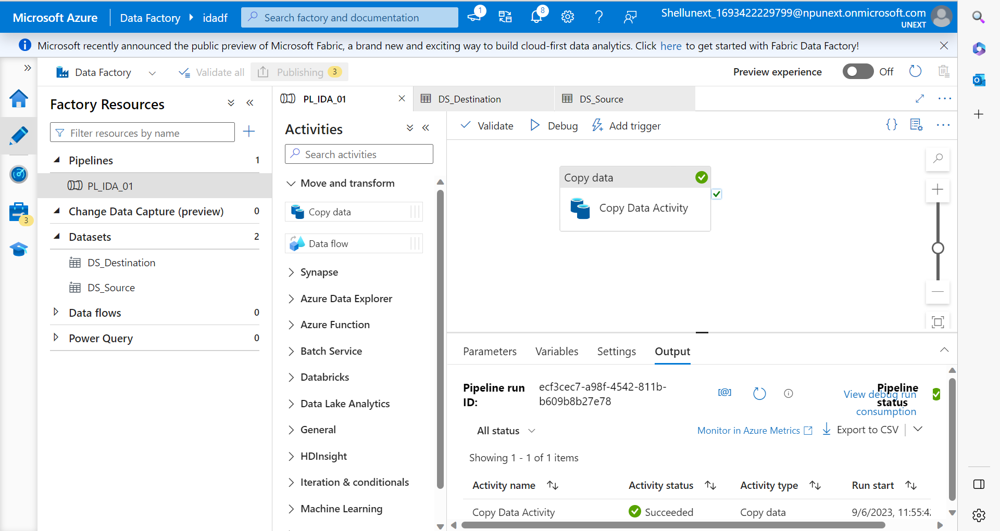 Microsoft Azure
Data Factory
idadf
Search factory and documentation
1
8
Shellunext_1693422229799@npunext.onmicrosoft.com
UNEXT
Microsoft recently announced the public preview of Microsoft Fabric, a brand new and exciting way to build cloud-first data analytics. Click here to get started with Fabric Data Factory!
Data Factory
Validate all
Publishing 3
Preview experience
Off
Factory Resources
Filter resources by name
Pipelines 1
PL_IDA_01
Change Data Capture (preview) 0
Datasets 2
DS_Destination
DS_Source
Data flows 0
Power Query 0
3
PL_IDA_01
DS_Destination
DS_Source
Activities
Search activities
Move and transform
Copy data
Data flow
Synapse
Azure Data Explorer
Azure Function
Batch Service
Databricks
Data Lake Analytics
General
HDInsight
Iteration & conditionals
Machine Learning
Validate
Debug
Add trigger
Copy data
Copy Data Activity
Parameters
Variables
Settings
Output
Pipeline run ID:
ecf3cec7-a98f-4542-811b-
b609b8b27e78
View debug run
consumption
Pipeline
status
All status
Monitor in Azure Metrics
Export to CSV
Showing 1 - 1 of 1 items
Activity name
Activity status
Activity type
Run start
Copy Data Activity
Succeeded
Copy data
9/6/2023, 11:55:4